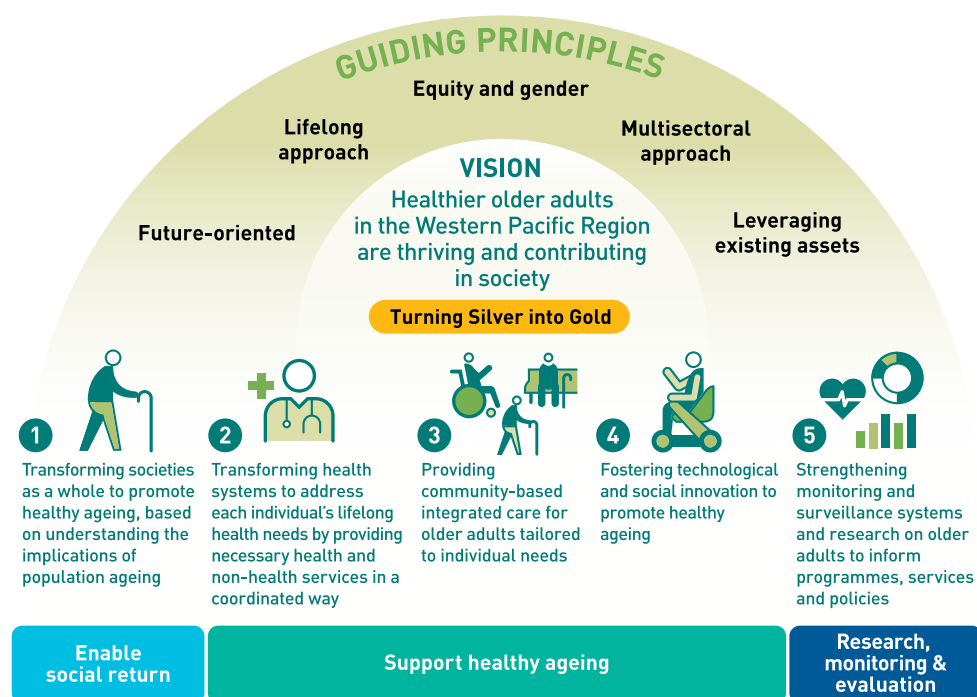 GUIDING PRINCIPLES
Equity and gender
Lifelong
approach
Multisectoral
approach
Future-oriented
Leveraging
existing assets
VISION
Healthier older adults
in the Western Pacific Region
are thriving and contributing
in society
Turning Silver into Gold
1
Transforming societies
as a whole to promote
healthy ageing, based
on understanding the
implications of
population ageing
2
Transforming health
systems to address
each individual’s lifelong
health needs by providing
necessary health and
non-health services in a
coordinated way
3
Providing
community-based
integrated care for
older adults tailored
to individual needs
4
Fostering technological
and social innovation to
promote healthy
ageing
5
Strengthening
monitoring and
surveillance systems
and research on older
adults to inform
programmes, services
and policies
Enable
social return
Support healthy ageing
Research,
monitoring &
evaluation